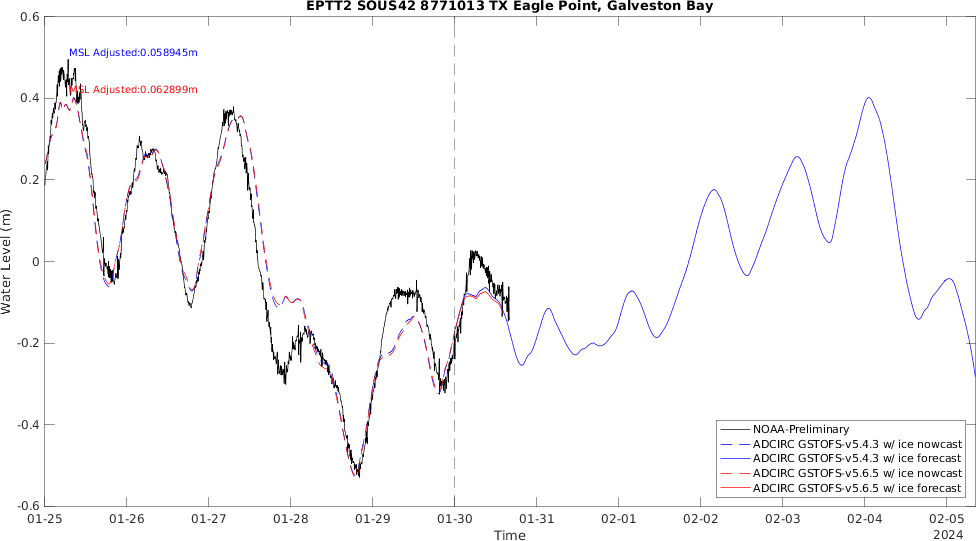 EPTT2 SOUS42 8771013 TX Eagle Point, Galveston Bay
0.6
MSL Adjusted:0.058945m
MSL Adjusted:0.062899m
0.4
0.2
0
-0.2
-0.4
-0.6
Water Level (m)
NOAA-Preliminary
ADCIRC GSTOFS-v5.4.3 w/ ice nowcast
ADCIRC GSTOFS-v5.4.3 w/ ice forecast
ADCIRC GSTOFS-v5.6.5 w/ ice nowcast
ADCIRC GSTOFS-v5.6.5 w/ ice forecast
01-25 01-26 01-27 01-28 01-29 01-30 01-31 02-01 02-02 02-03 02-04 02-05
2024
Time